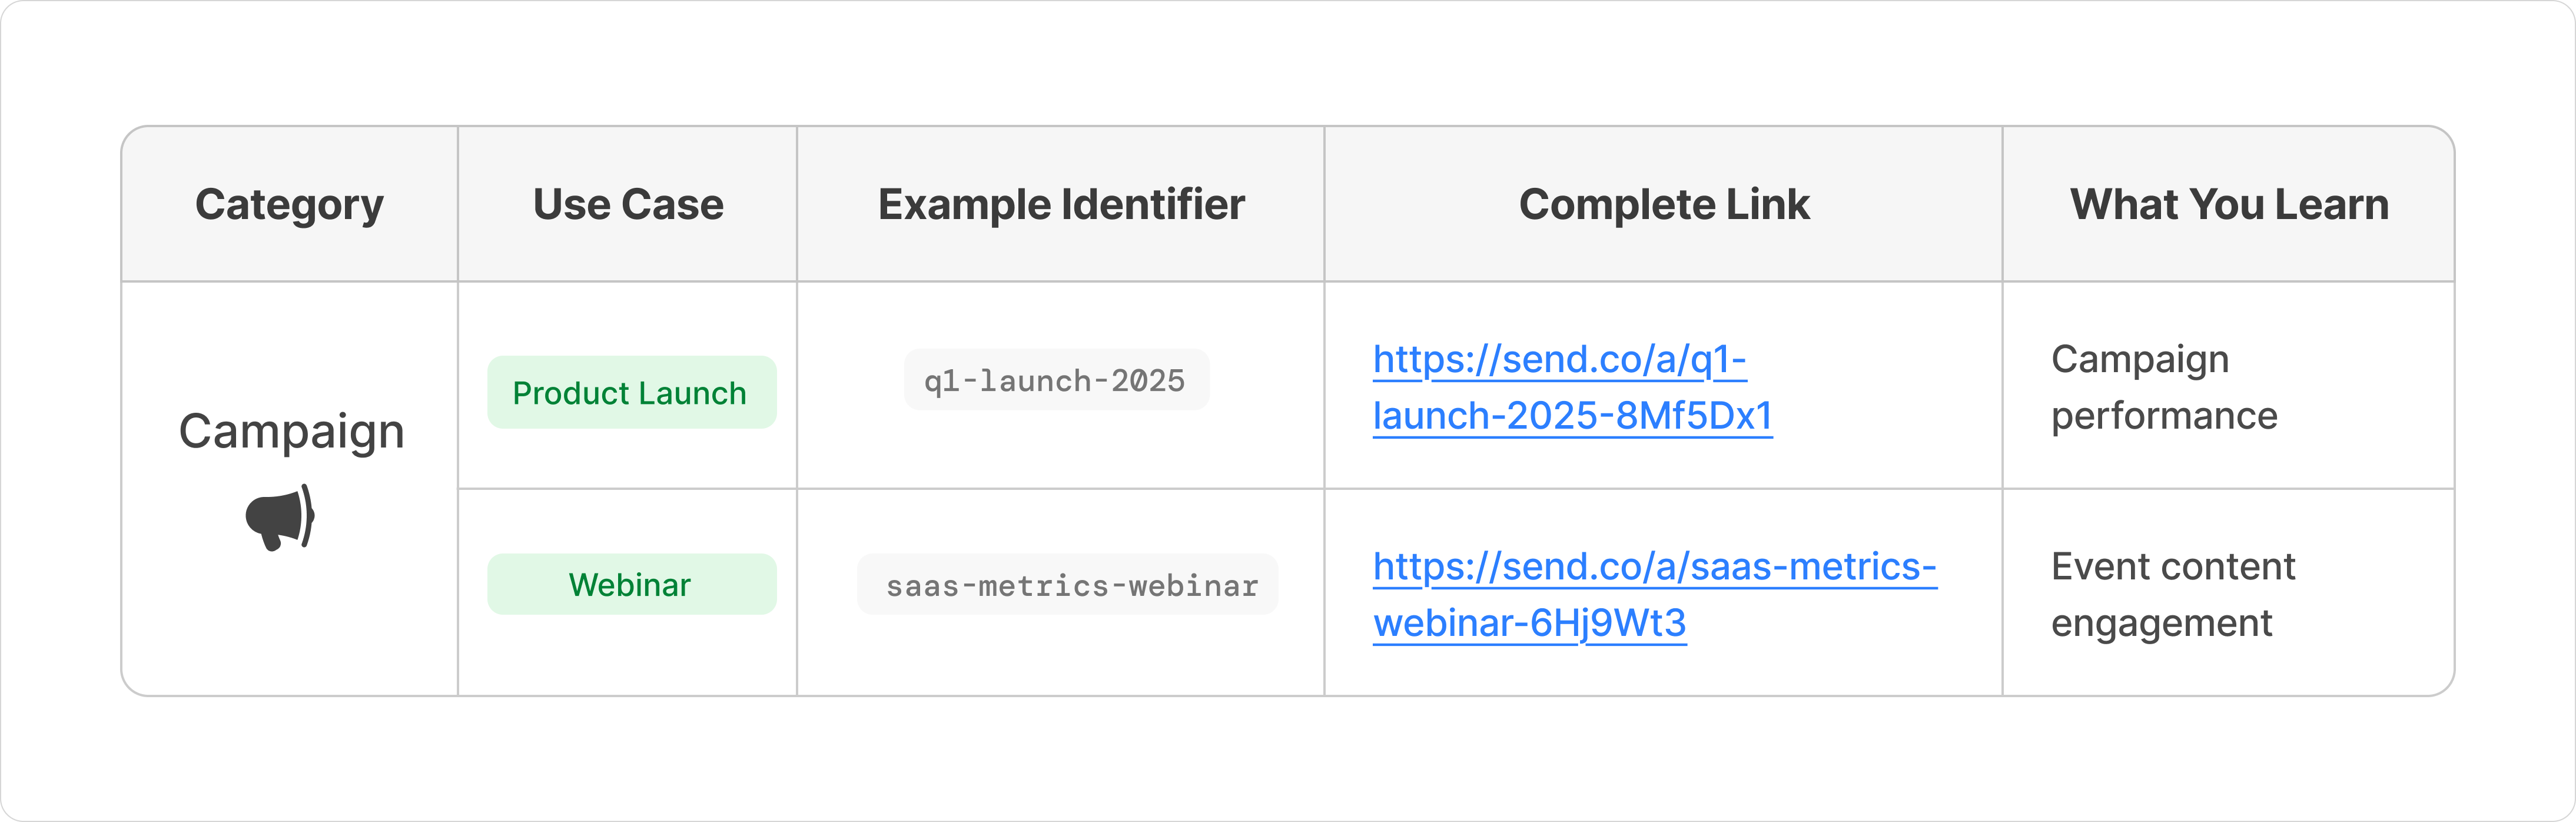 Category Use Case Example Identifier Complete Link What You Learn
Campaign
Product Launch
q1-launch-2025
https://send.co/a/q1-
launch-2025-8Mf5Dx1
Campaign
performance
Webinar
saas-metrics-webinar
https://send.co/a/saas-metrics-
webinar-6Hj9Wt3
Event content
engagement